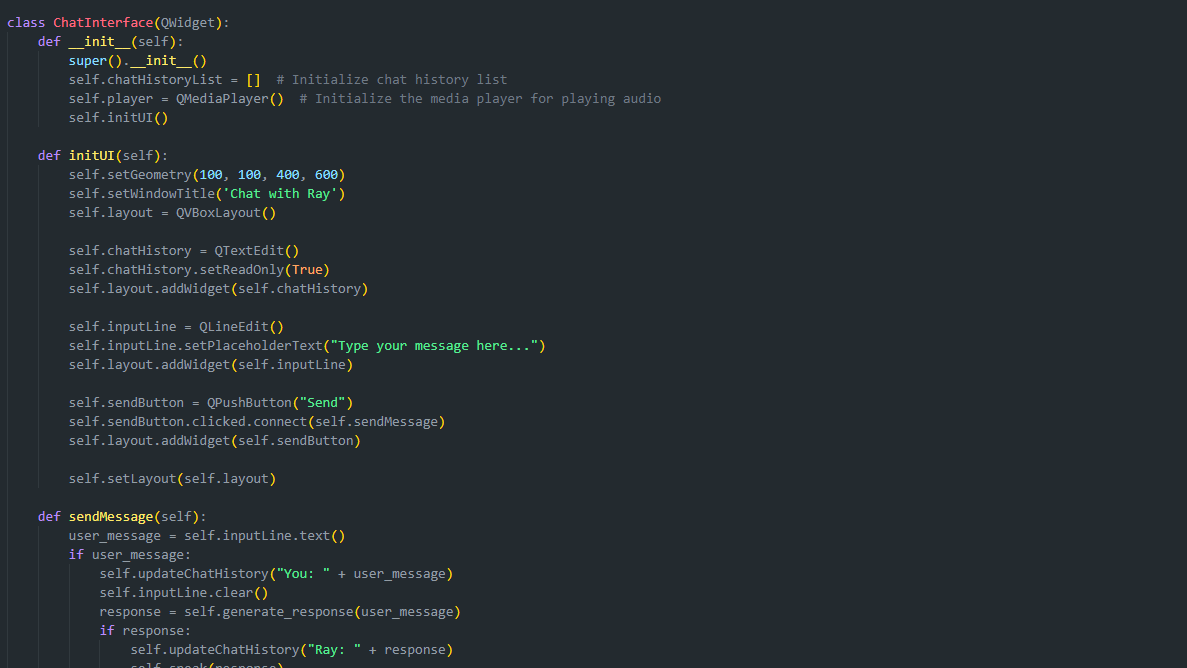 class ChatInterface(QWidget):
    def __init__(self):
        super().__init__()
        self.chatHistoryList = []  # Initialize chat history list
        self.player = QMediaPlayer()  # Initialize the media player for playing audio
        self.initUI()

    def initUI(self):
        self.setGeometry(100, 100, 400, 600)
        self.setWindowTitle('Chat with Ray')
        self.layout = QVBoxLayout()

        self.chatHistory = QTextEdit()
        self.chatHistory.setReadOnly(True)
        self.layout.addWidget(self.chatHistory)

        self.inputLine = QLineEdit()
        self.inputLine.setPlaceholderText("Type your message here...")
        self.layout.addWidget(self.inputLine)

        self.sendButton = QPushButton("Send")
        self.sendButton.clicked.connect(self.sendMessage)
        self.layout.addWidget(self.sendButton)

        self.setLayout(self.layout)

    def sendMessage(self):
        user_message = self.inputLine.text()
        if user_message:
            self.updateChatHistory("You: " + user_message)
            self.inputLine.clear()
            response = self.generate_response(user_message)
            if response:
                self.updateChatHistory("Ray: " + response)
                self.speak(response)